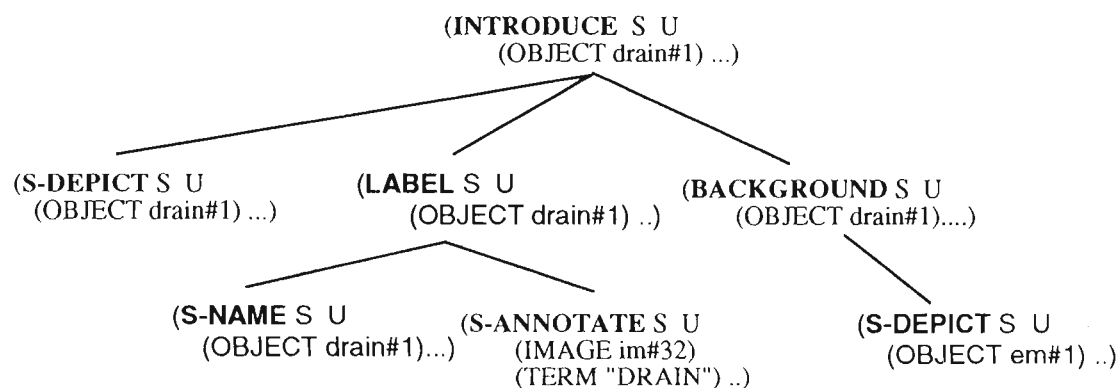 (INTRODUCE S U
(OBJECT drain#1) ...)
(S-DEPICT S U
(OBJECT drain#1) ...)
(LABEL S U
(OBJECT drain#1) ..)
(BACKGROUND S U
(OBJECT drain#1)....)
(S-NAME S U
(OBJECT drain#1)...)
(S-ANNOTATE S U
(IMAGE im#32)
(TERM "DRAIN") ..)
(S-DEPICT S U
(OBJECT em#1) ...)